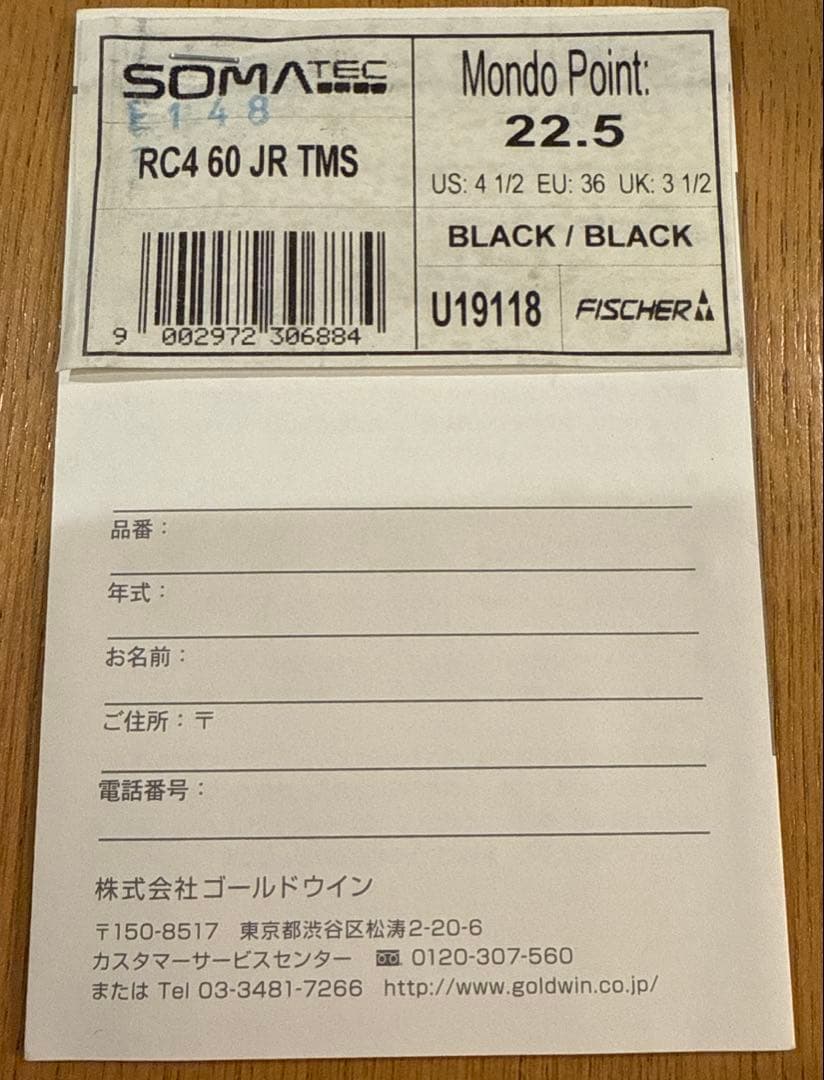 SOMATEC
E148
RC4 60 JR TMS
9 002972 306884
Mondo Point:
22.5
US: 4 1/2 EU: 36 UK: 3 1/2
BLACK / BLACK
U19118
FISCHER
品番：
年式：
お名前：
ご住所：〒
電話番号：
株式会社ゴールドウイン
〒150-8517 東京都渋谷区松涛2-20-6
カスタマーサービスセンター 0120-307-560
または Tel 03-3481-7266 http://www.goldwin.co.jp/